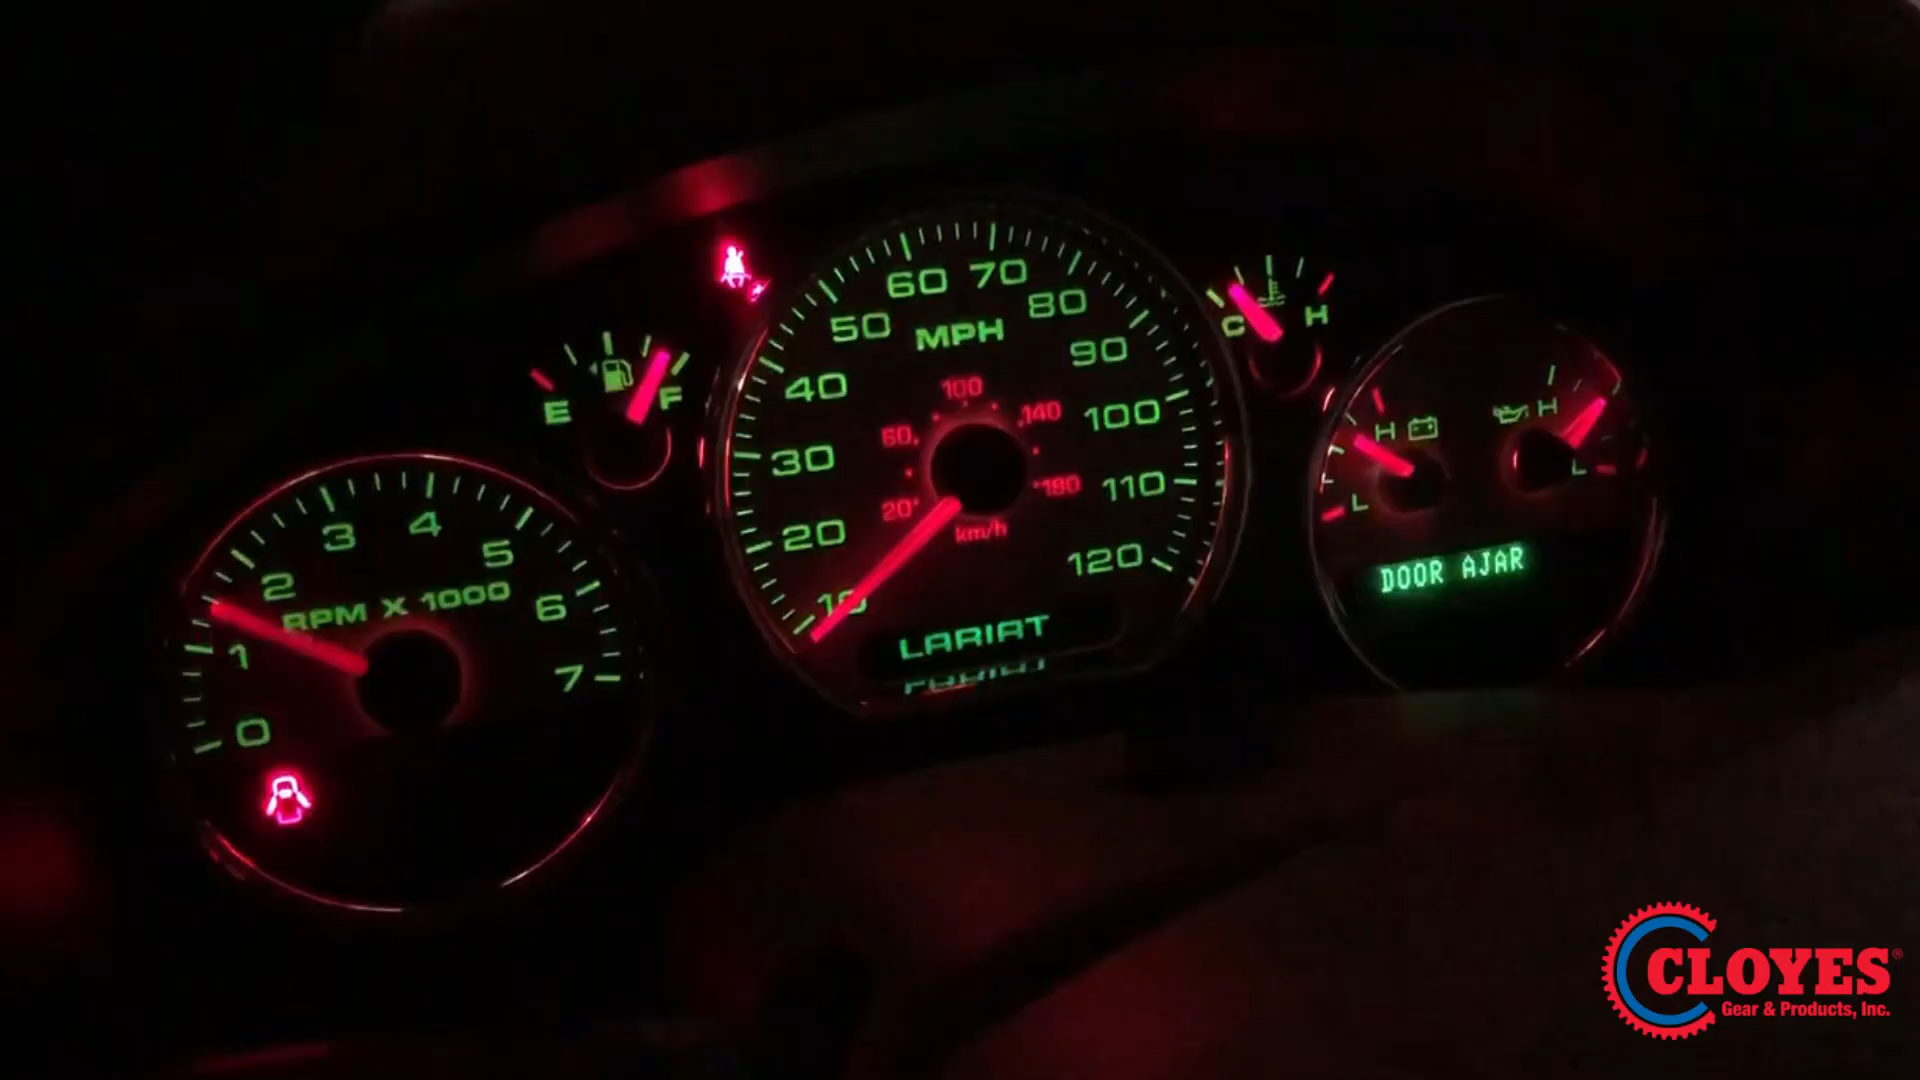 60 70
50 80
MPH
40 90
100
60 140
100
30
20 180 110
km/h
20 120
10
LARIAT
E F
C H
H H
L L
DOOR AJAR
3 4
2 5
RPM X 1000
1 6
0 7
CLOYES®
Gear & Products, Inc.